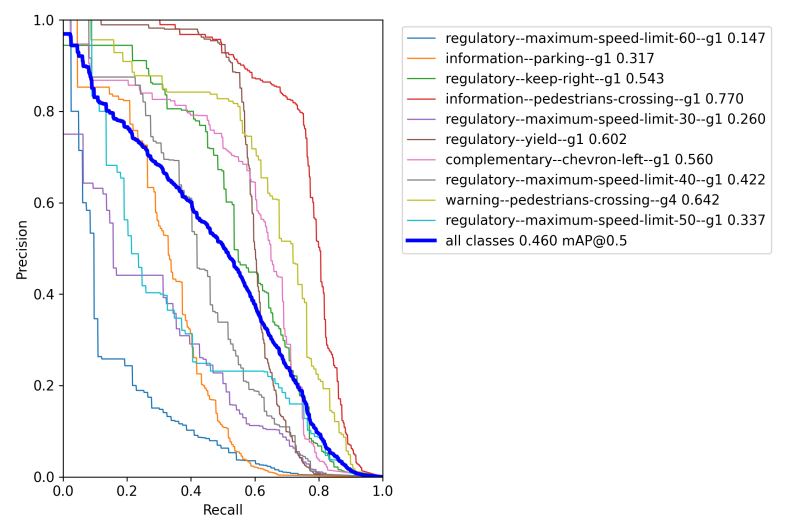 1.0
0.8
0.6
0.4
0.2
0.0
Precision
0.0 0.2 0.4 0.6 0.8 1.0
Recall
regulatory--maximum-speed-limit-60--g1 0.147
information--parking--g1 0.317
regulatory--keep-right--g1 0.543
information--pedestrians-crossing--g1 0.770
regulatory--maximum-speed-limit-30--g1 0.260
regulatory--yield--g1 0.602
complementary--chevron-left--g1 0.560
regulatory--maximum-speed-limit-40--g1 0.422
warning--pedestrians-crossing--g4 0.642
regulatory--maximum-speed-limit-50--g1 0.337
all classes 0.460 mAP@0.5